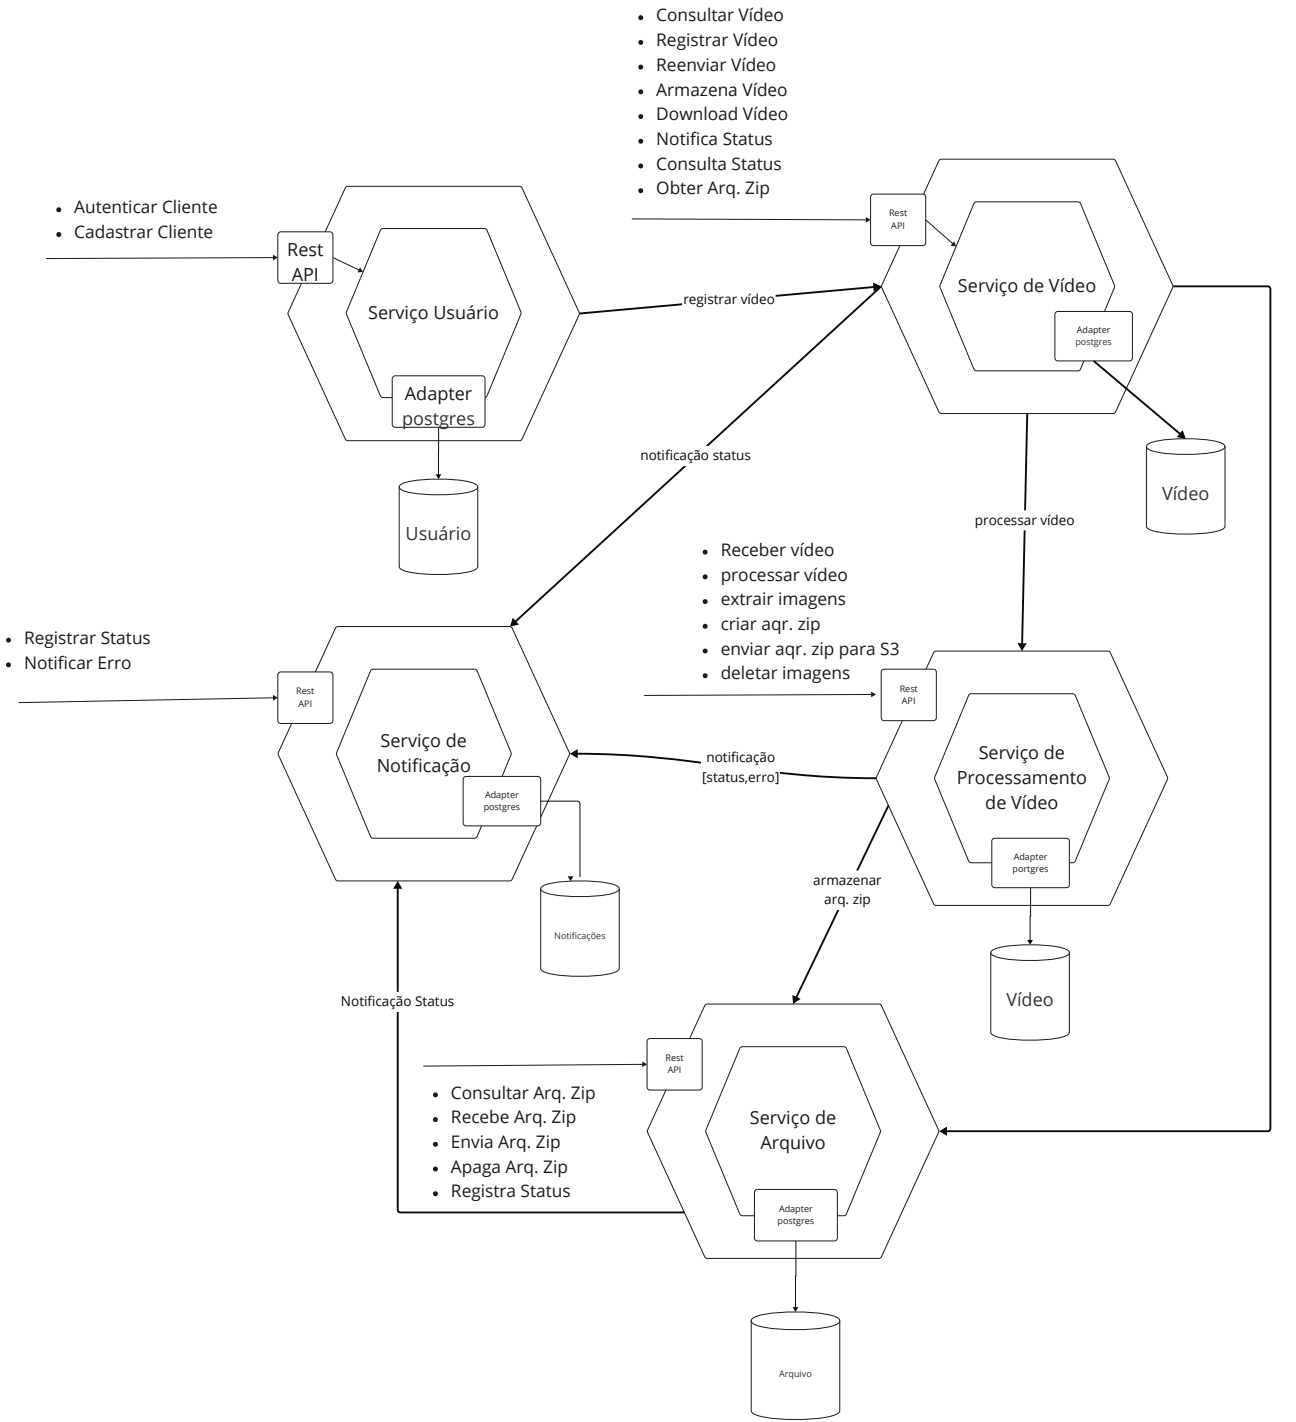 Consultar Vídeo
Registrar Vídeo
Reenviar Vídeo
Armazena Vídeo
Download Vídeo
Notifica Status
Consulta Status
Obter Arq. Zip
Autenticar Cliente
Cadastrar Cliente
Rest
API
Serviço Usuário
Adapter
postgres
Usuário
registrar vídeo
Rest
API
Serviço de Vídeo
Adapter
postgres
Vídeo
notificação status
processar vídeo
Receber vídeo
processar vídeo
extrair imagens
criar aqr. zip
enviar aqr. zip para S3
deletar imagens
Registrar Status
Notificar Erro
Rest
API
Serviço de
Notificação
Adapter
postgres
Notificações
notificação
[status,erro]
Rest
API
Serviço de
Processamento
de Vídeo
Adapter
portgres
Vídeo
armazenar
arq. zip
Notificação Status
Rest
API
Consultar Arq. Zip
Recebe Arq. Zip
Envia Arq. Zip
Apaga Arq. Zip
Registra Status
Serviço de
Arquivo
Adapter
postgres
Arquivo